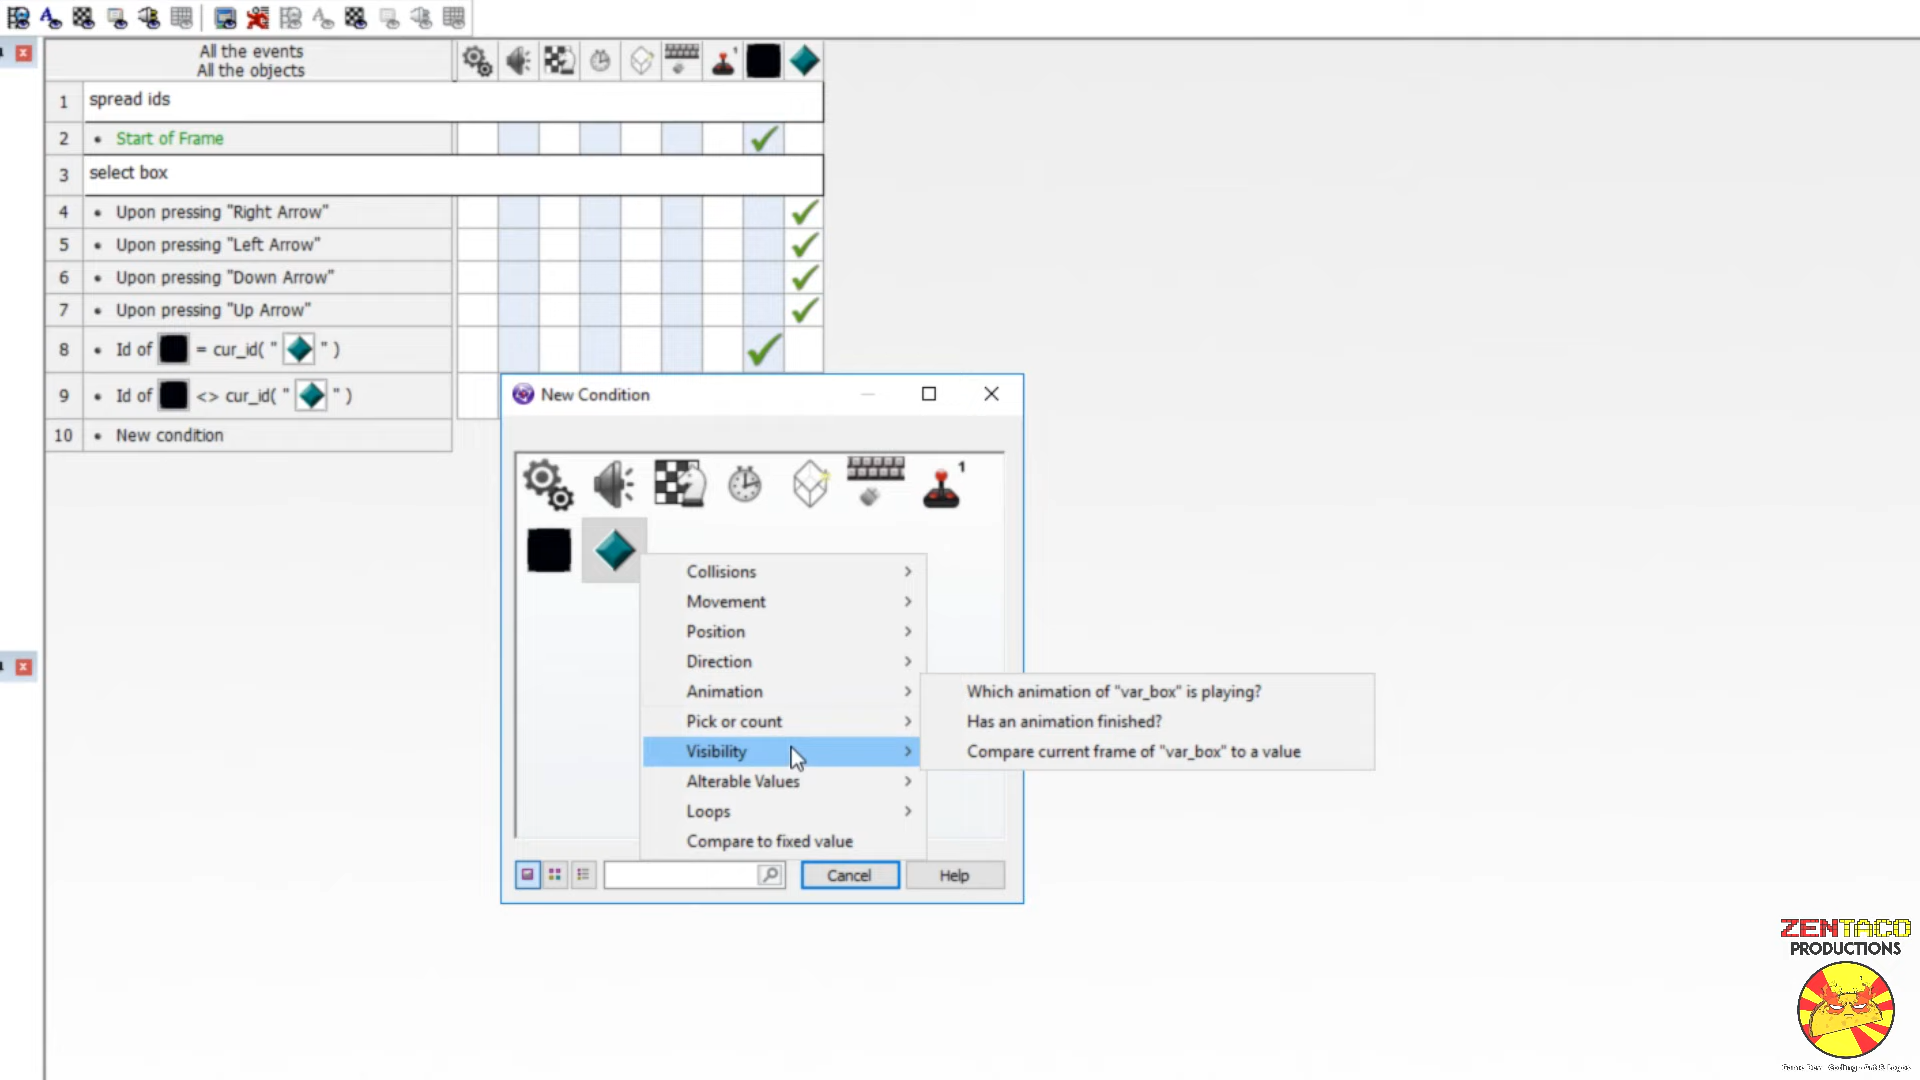 All the events
All the objects
1
1 spread ids
2 • Start of Frame
3 select box
4 • Upon pressing "Right Arrow"
5 • Upon pressing "Left Arrow"
6 • Upon pressing "Down Arrow"
7 • Upon pressing "Up Arrow"
8 • Id of = cur_id( " " )
9 • Id of <> cur_id( " " )
10 • New condition
New Condition
1
Collisions
Movement
Position
Direction
Animation
Pick or count
Visibility
Alterable Values
Loops
Compare to fixed value
Which animation of "var_box" is playing?
Has an animation finished?
Compare current frame of "var_box" to a value
Cancel
Help
ZENTACO
PRODUCTIONS